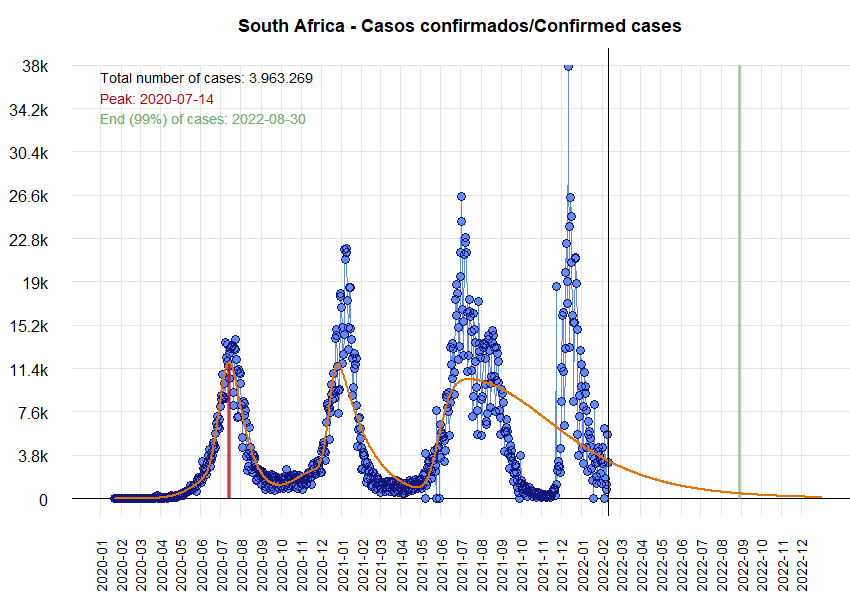 South Africa - Casos confirmados/Confirmed cases
38k
34.2k
30.4k
26.6k
22.8k
19k
15.2k
11.4k
7.6k
3.8k
0
Total number of cases: 3.963.269
Peak: 2020-07-14
End (99%) of cases: 2022-08-30
2020-01
2020-02
2020-03
2020-04
2020-05
2020-06
2020-07
2020-08
2020-09
2020-10
2020-11
2020-12
2021-01
2021-02
2021-03
2021-04
2021-05
2021-06
2021-07
2021-08
2021-09
2021-10
2021-11
2021-12
2022-01
2022-02
2022-03
2022-04
2022-05
2022-06
2022-07
2022-08
2022-09
2022-10
2022-11
2022-12